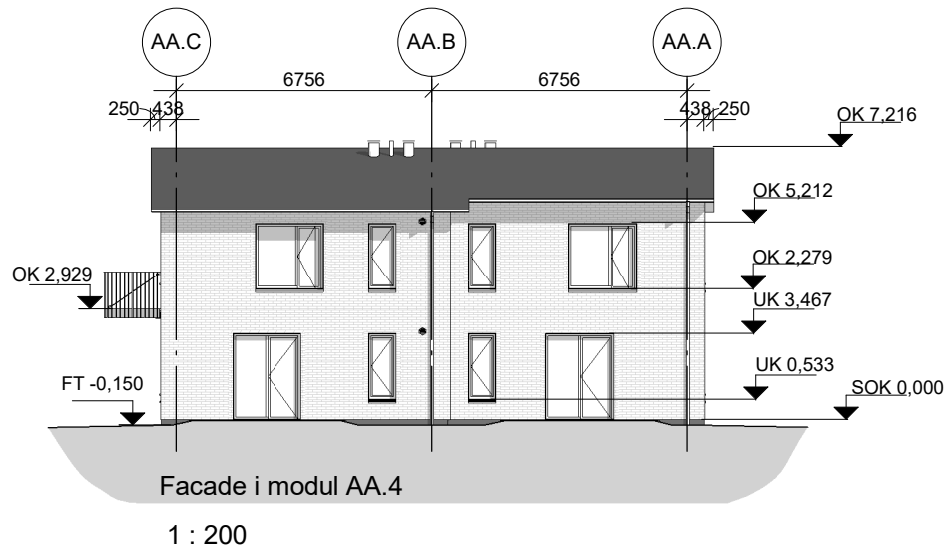 AA.C
AA.B
AA.A
6756
6756
250
438
438
250
OK 7,216
OK 5,212
OK 2,279
OK 2,929
UK 3,467
UK 0,533
FT -0,150
SOK 0,000
Facade i modul AA.4
1 : 200